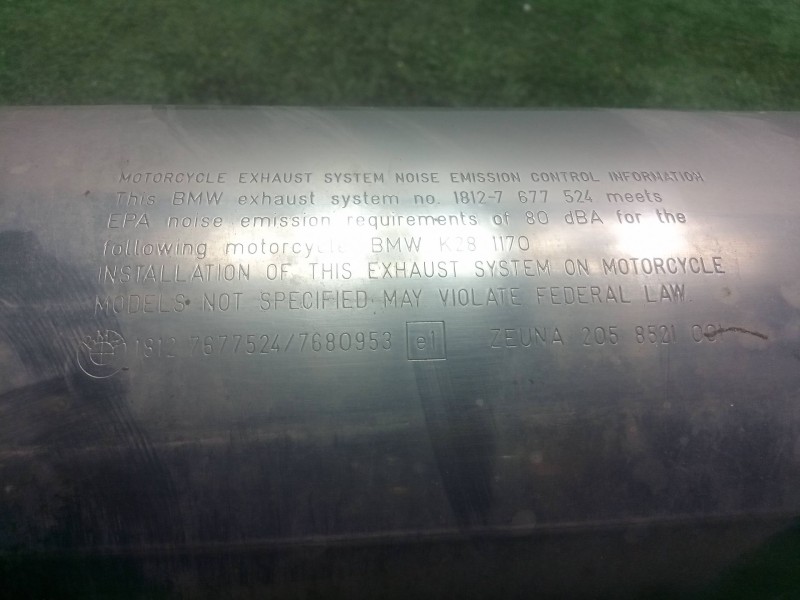 MOTORCYCLE EXHAUST SYSTEM NOISE EMISSION CONTROL INFORMATION
This BMW exhaust system no. 1812-7 677 524 meets
EPA noise emission requirements of 80 dBA for the
following motorcycle BMW K28 1170
INSTALLATION OF THIS EXHAUST SYSTEM ON MOTORCYCLE
MODELS NOT SPECIFIED MAY VIOLATE FEDERAL LAW.
1812 7677524/7680953 e1 ZEUNA 205 8521 001